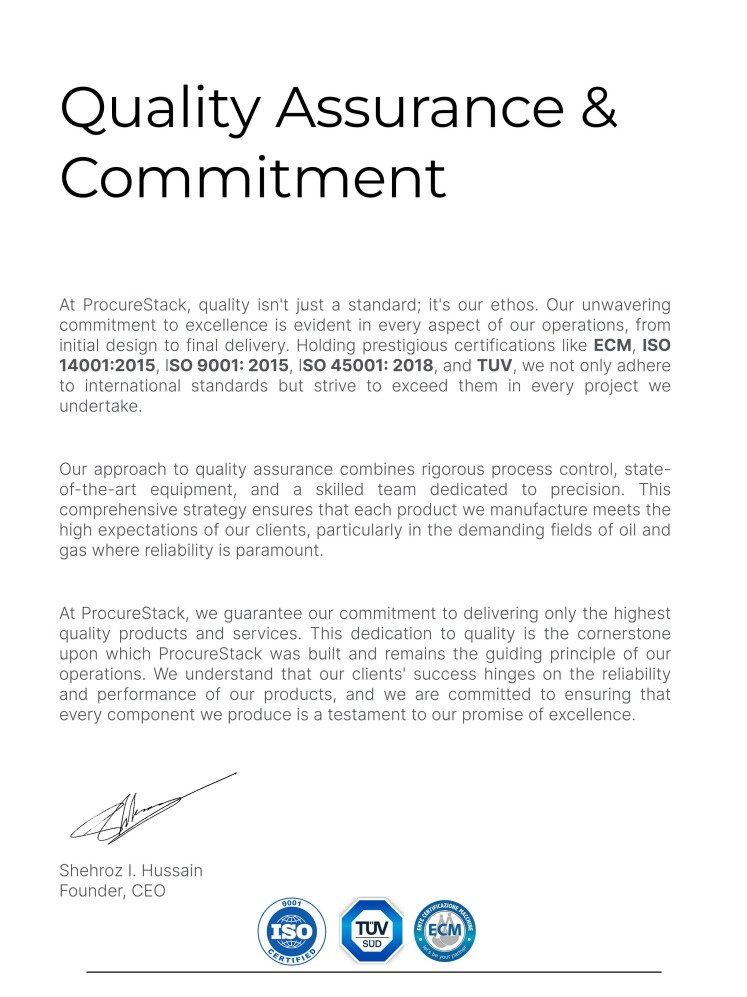 Quality Assurance &
Commitment
At ProcureStack, quality isn't just a standard; it's our ethos. Our unwavering
commitment to excellence is evident in every aspect of our operations, from
initial design to final delivery. Holding prestigious certifications like ECM, ISO
14001:2015, ISO 9001: 2015, ISO 45001: 2018, and TUV, we not only adhere
to international standards but strive to exceed them in every project we
undertake.
Our approach to quality assurance combines rigorous process control, state-
of-the-art equipment, and a skilled team dedicated to precision. This
comprehensive strategy ensures that each product we manufacture meets the
high expectations of our clients, particularly in the demanding fields of oil and
gas where reliability is paramount.
At ProcureStack, we guarantee our commitment to delivering only the highest
quality products and services. This dedication to quality is the cornerstone
upon which ProcureStack was built and remains the guiding principle of our
operations. We understand that our clients' success hinges on the reliability
and performance of our products, and we are committed to ensuring that
every component we produce is a testament to our promise of excellence.
Shehroz I. Hussain
Founder, CEO
9001
ISO
CERTIFIED
TÜV
SÜD
ENTE CERTIFICAZIONE MACCHINE
ECM
let's be your partner